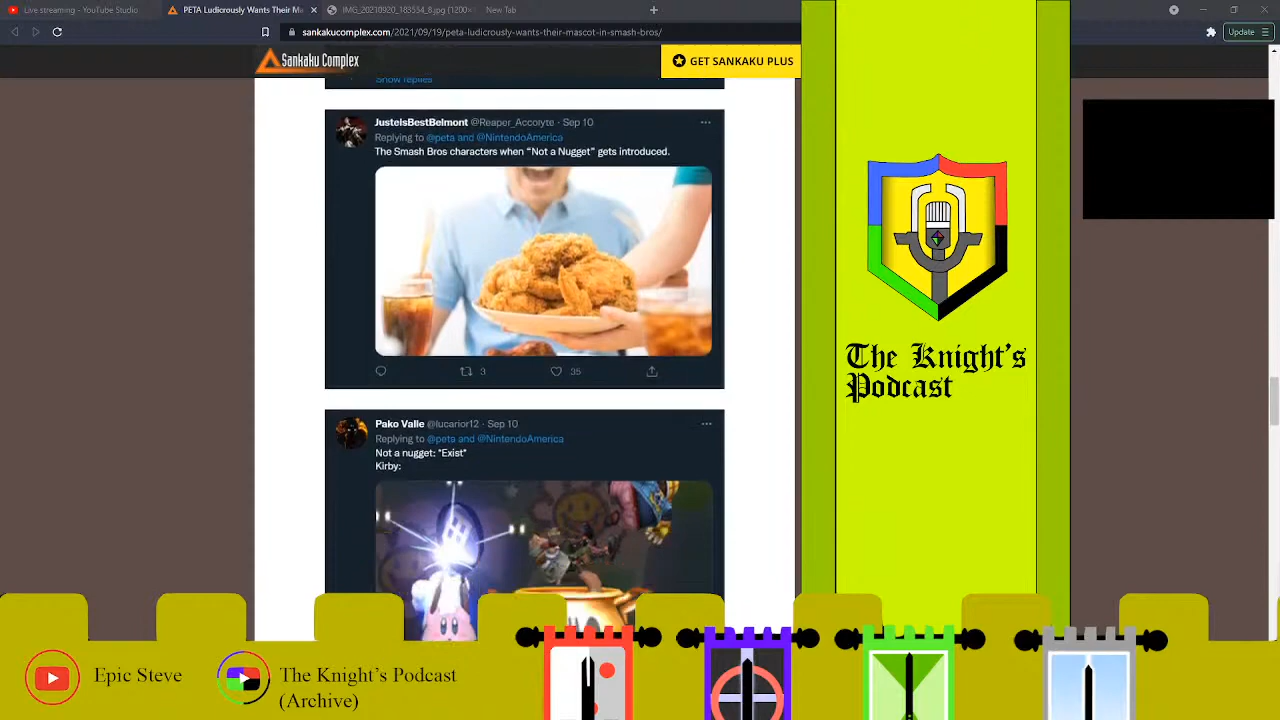 Live streaming - YouTube Studio
PETA Ludicrously Wants Their Ma
IMG_20210920_183554_8.jpg (1200×
New Tab
sankakucomplex.com/2021/09/19/peta-ludicrously-wants-their-mascot-in-smash-bros/
Update
Sankaku Complex
GET SANKAKU PLUS
Show replies
JusteIsBestBelmont @Reaper_Accolyte · Sep 10
Replying to @peta and @NintendoAmerica
The Smash Bros characters when “Not a Nugget” gets introduced.
3
35
Pako Valle @lucarior12 · Sep 10
Replying to @peta and @NintendoAmerica
Not a nugget: *Exist*
Kirby:
The Knight's
Podcast
Epic Steve
The Knight's Podcast
(Archive)